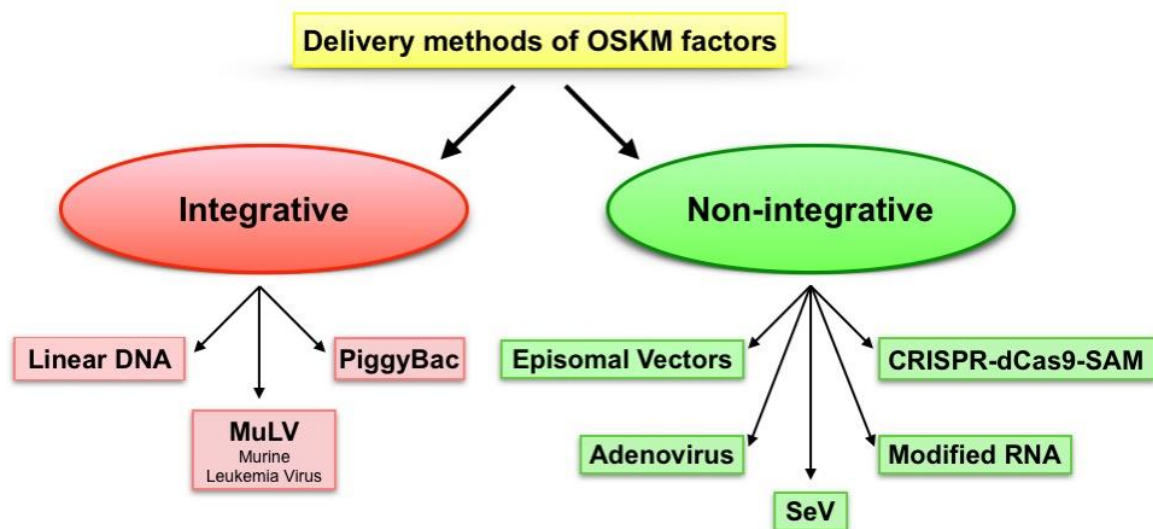 Delivery methods of OSKM factors
Integrative
Non-integrative
Linear DNA
PiggyBac
MuLV
Murine
Leukemia Virus
Episomal Vectors
CRISPR-dCas9-SAM
Adenovirus
Modified RNA
SeV